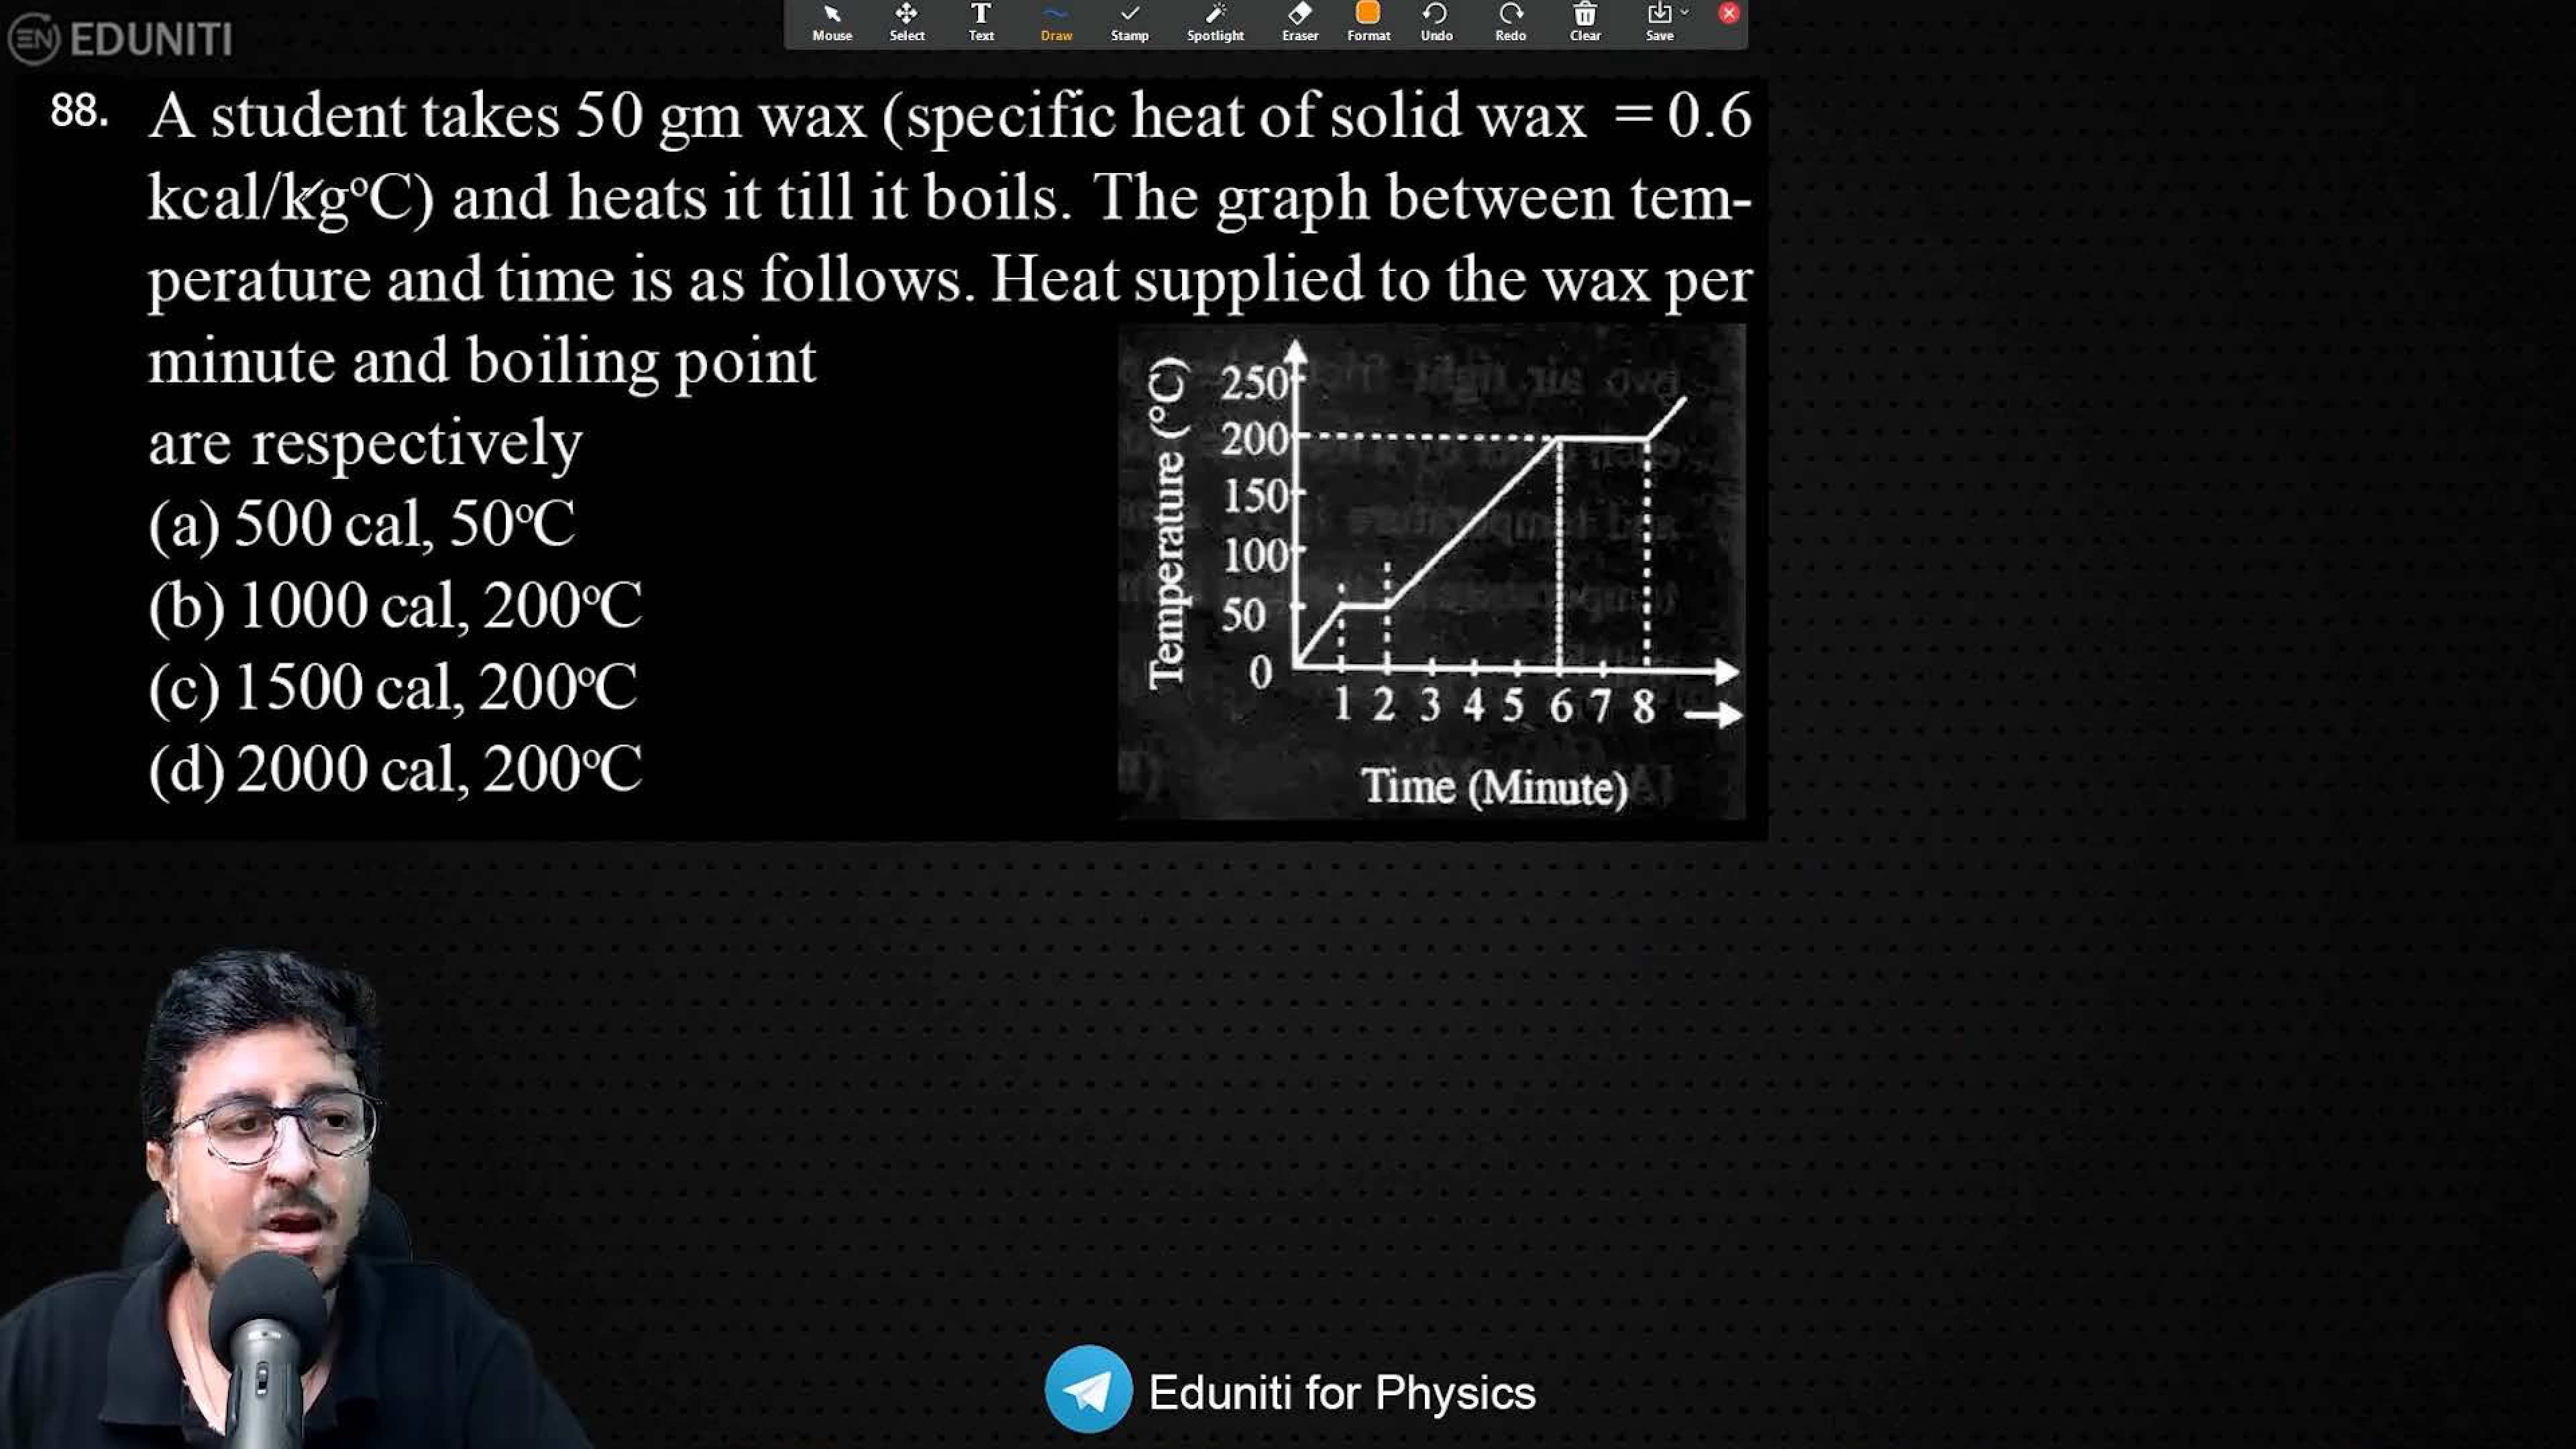 EN EDUNITI
Mouse Select Text Draw Stamp Spotlight Eraser Format Undo Redo Clear Save
88. A student takes 50 gm wax (specific heat of solid wax = 0.6
kcal/kg°C) and heats it till it boils. The graph between tem-
perature and time is as follows. Heat supplied to the wax per
minute and boiling point
are respectively
(a) 500 cal, 50°C
(b) 1000 cal, 200°C
(c) 1500 cal, 200°C
(d) 2000 cal, 200°C
Temperature (°C)
250
200
150
100
50
0
1 2 3 4 5 6 7 8
Time (Minute)
Eduniti for Physics